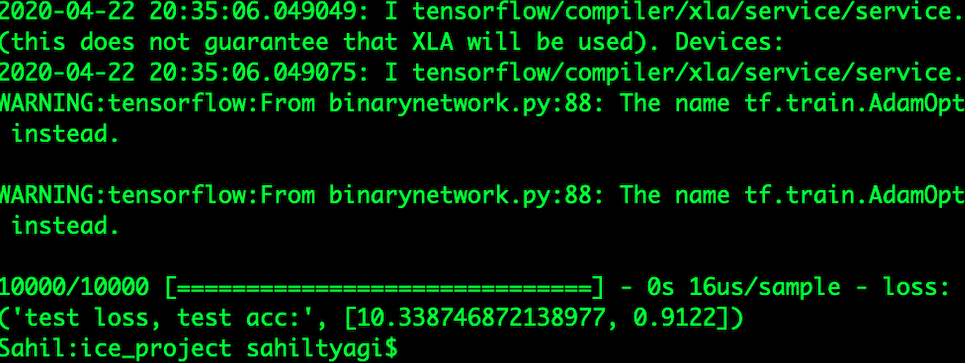 2020-04-22 20:35:06.049049: I tensorflow/compiler/xla/service/service.
(this does not guarantee that XLA will be used). Devices:
2020-04-22 20:35:06.049075: I tensorflow/compiler/xla/service/service.
WARNING:tensorflow:From binarynetwork.py:88: The name tf.train.AdamOpt
instead.
WARNING:tensorflow:From binarynetwork.py:88: The name tf.train.AdamOpt
instead.
10000/10000 [==============================] - 0s 16us/sample - loss:
('test loss, test acc:', [10.338746872138977, 0.9122])
Sahil:ice_project sahiltyagi$